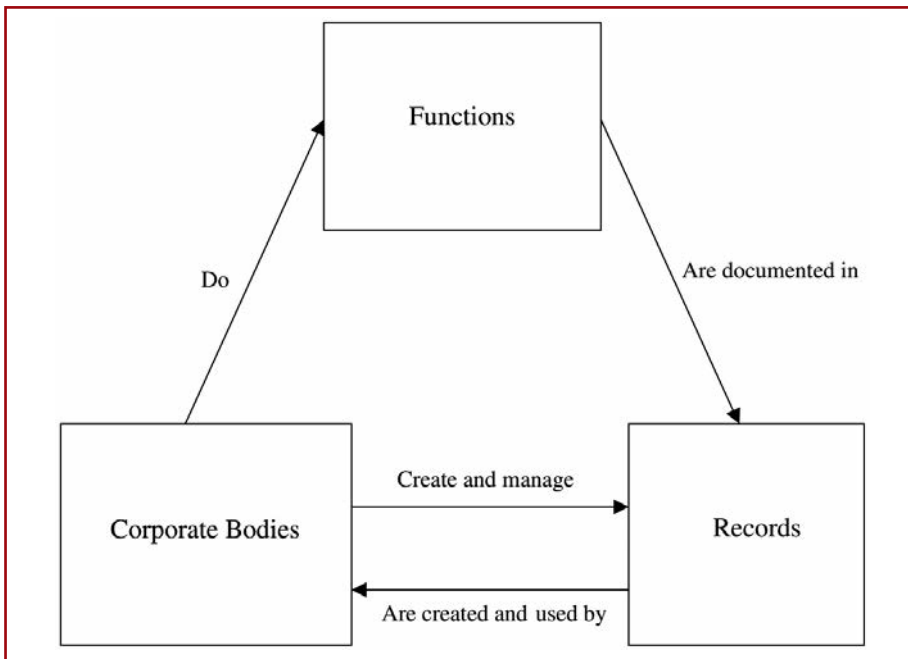 Functions
Do
Are documented in
Create and manage
Corporate Bodies
Records
Are created and used by